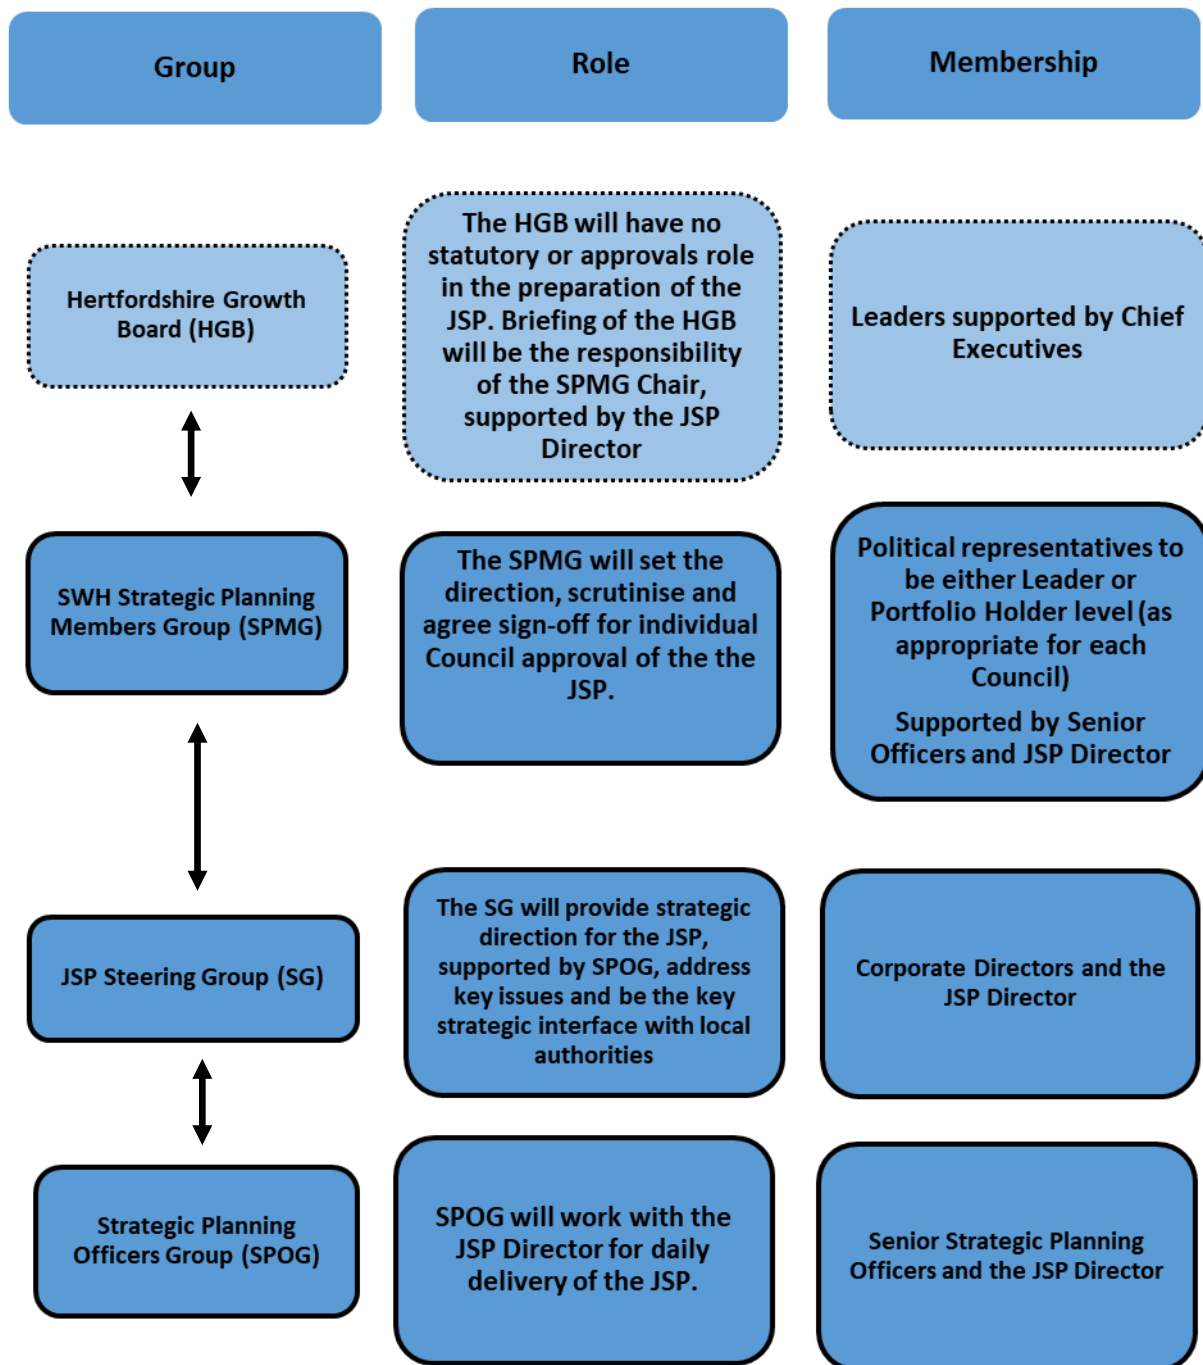 Group
Role
Membership
Hertfordshire Growth
Board (HGB)
The HGB will have no
statutory or approvals role
in the preparation of the
JSP. Briefing of the HGB
will be the responsibility
of the SPMG Chair,
supported by the JSP
Director
Leaders supported by Chief
Executives
SWH Strategic Planning
Members Group (SPMG)
The SPMG will set the
direction, scrutinise and
agree sign-off for individual
Council approval of the the
JSP.
Political representatives to
be either Leader or
Portfolio Holder level (as
appropriate for each
Council)
Supported by Senior
Officers and JSP Director
JSP Steering Group (SG)
The SG will provide strategic
direction for the JSP,
supported by SPOG, address
key issues and be the key
strategic interface with local
authorities
Corporate Directors and the
JSP Director
Strategic Planning
Officers Group (SPOG)
SPOG will work with the
JSP Director for daily
delivery of the JSP.
Senior Strategic Planning
Officers and the JSP Director